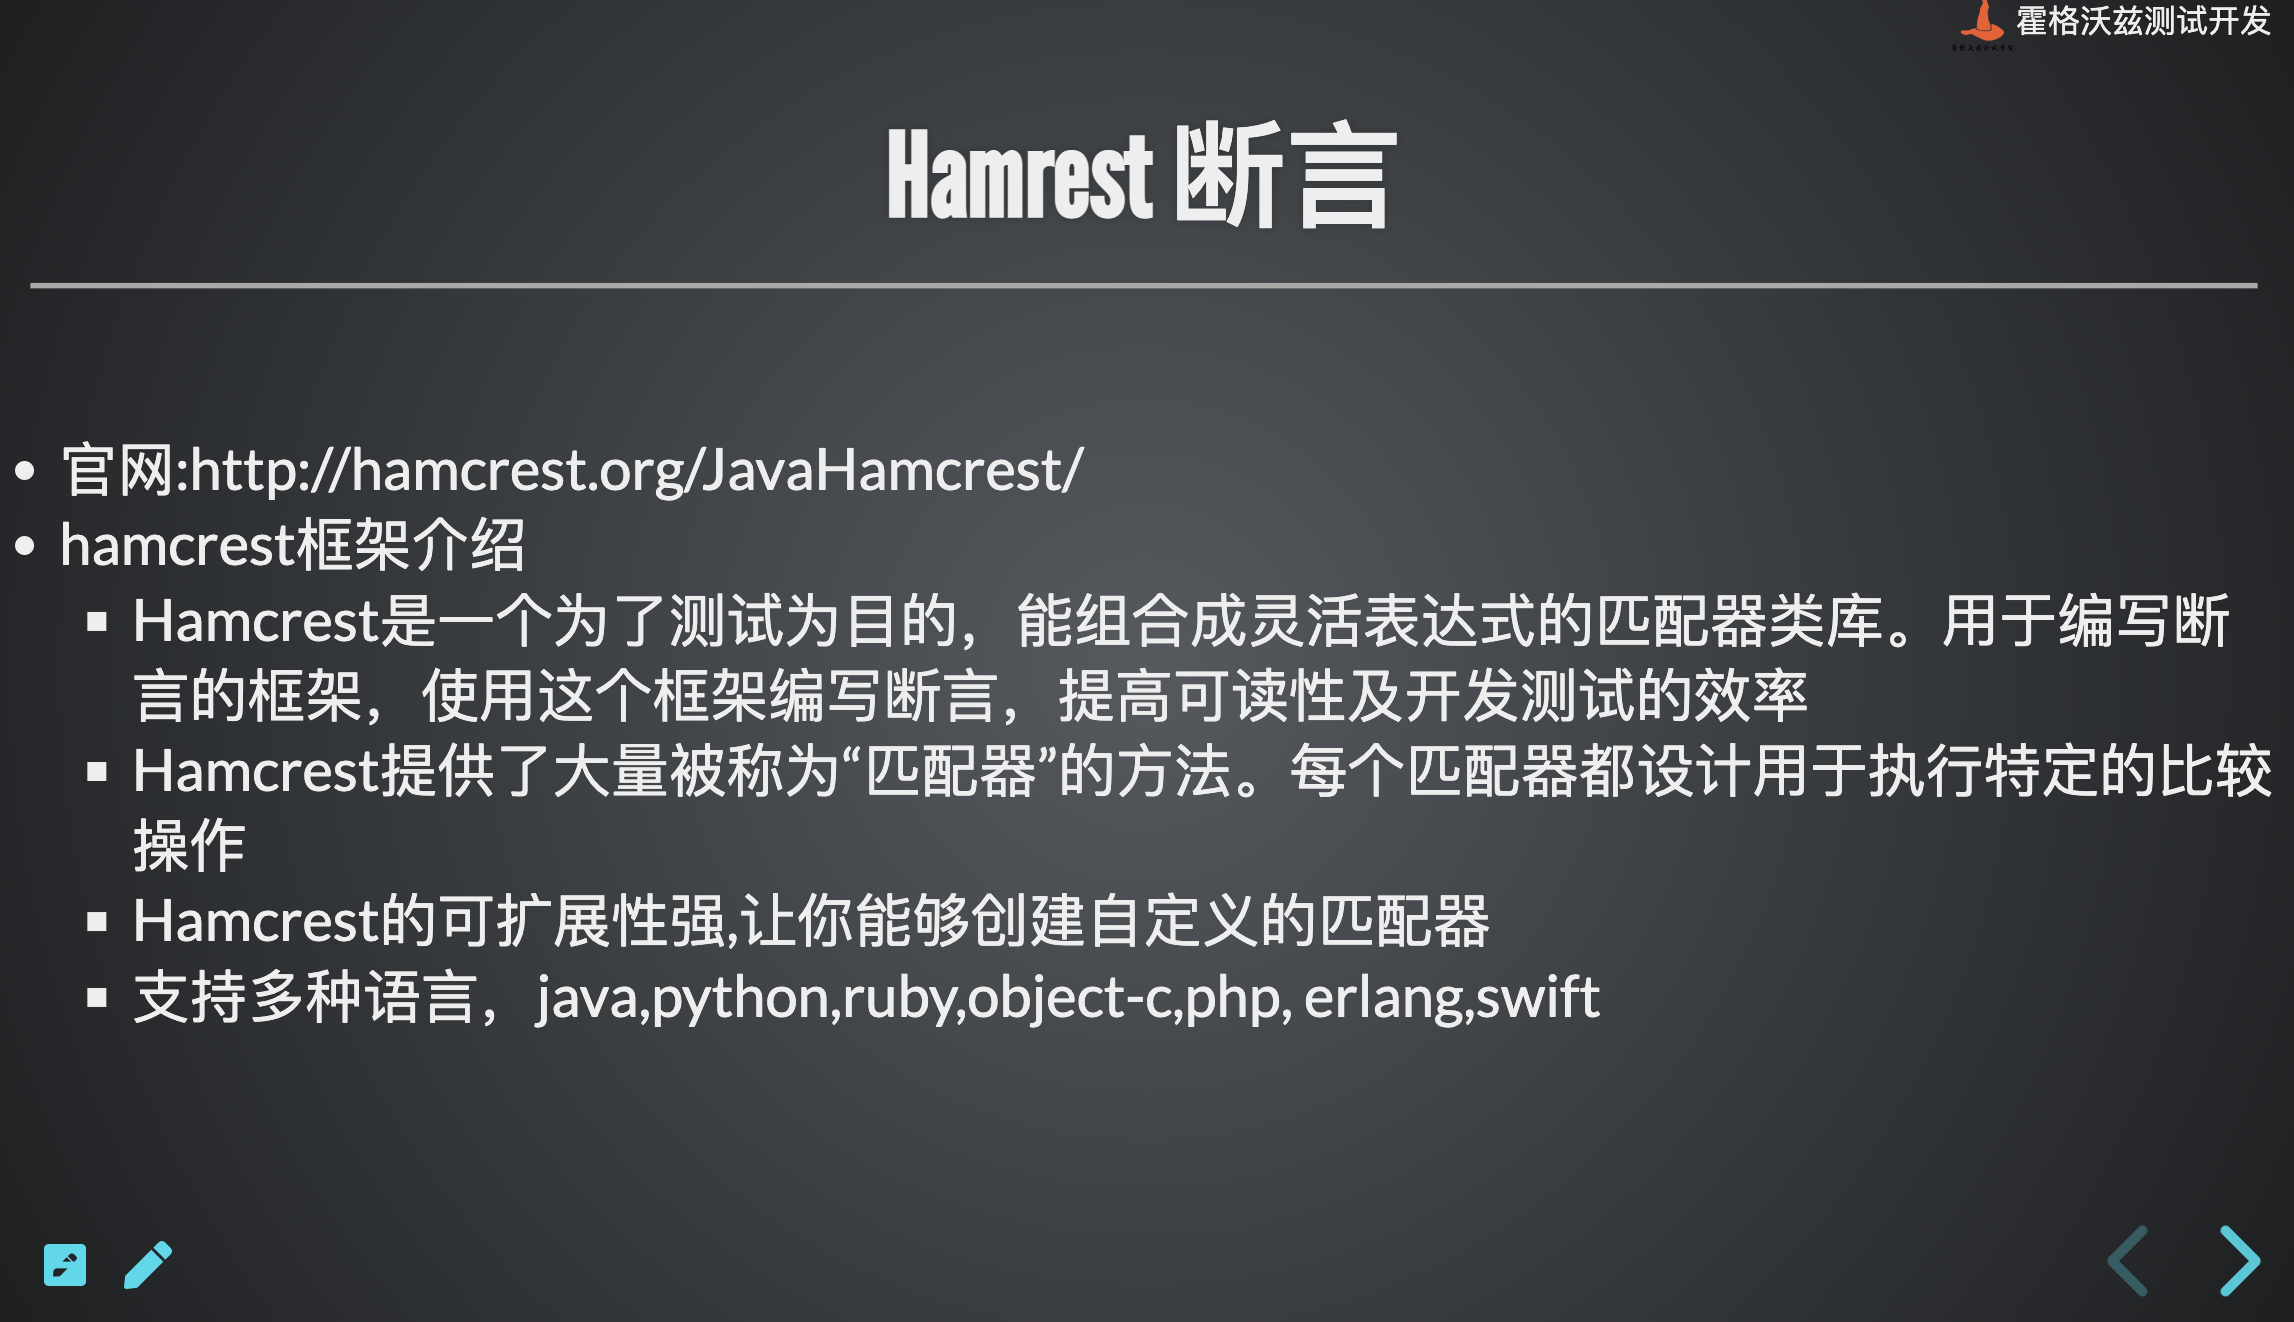 霍格沃兹测试开发
Hamrest 断言
官网:http://hamcrest.org/JavaHamcrest/
hamcrest框架介绍
Hamcrest是一个为了测试为目的，能组合成灵活表达式的匹配器类库。用于编写断
言的框架，使用这个框架编写断言，提高可读性及开发测试的效率
Hamcrest提供了大量被称为“匹配器”的方法。每个匹配器都设计用于执行特定的比较
操作
Hamcrest的可扩展性强,让你能够创建自定义的匹配器
支持多种语言，java,python,ruby,object-c,php, erlang,swift